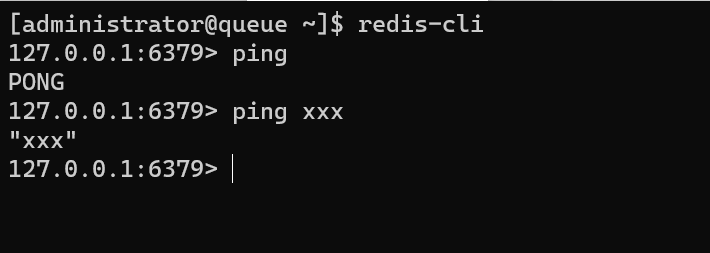 [administrator@queue ~]$ redis-cli
127.0.0.1:6379> ping
PONG
127.0.0.1:6379> ping xxx
"xxx"
127.0.0.1:6379>